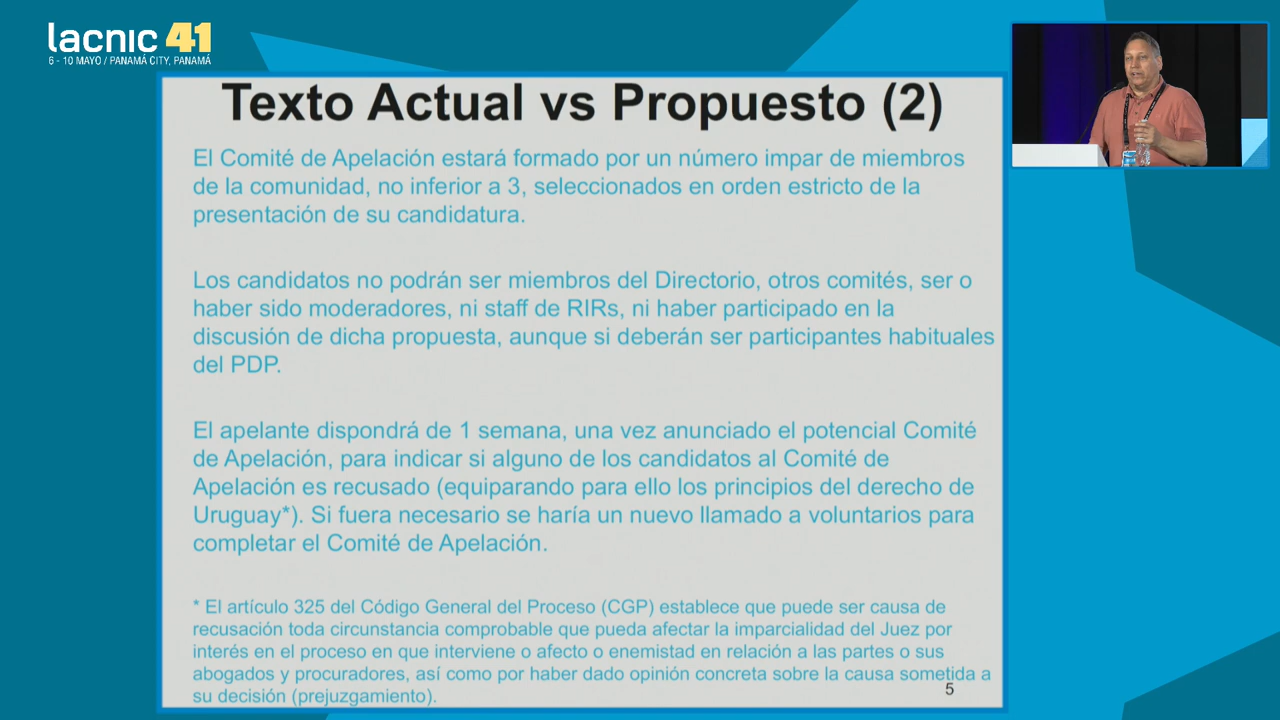 lacnic 41
6 - 10 MAYO / PANAMÁ CITY, PANAMÁ
Texto Actual vs Propuesto (2)
El Comité de Apelación estará formado por un número impar de miembros
de la comunidad, no inferior a 3, seleccionados en orden estricto de la
presentación de su candidatura.
Los candidatos no podrán ser miembros del Directorio, otros comités, ser o
haber sido moderadores, ni staff de RIRs, ni haber participado en la
discusión de dicha propuesta, aunque si deberán ser participantes habituales
del PDP.
El apelante dispondrá de 1 semana, una vez anunciado el potencial Comité
de Apelación, para indicar si alguno de los candidatos al Comité de
Apelación es recusado (equiparando para ello los principios del derecho de
Uruguay*). Si fuera necesario se haría un nuevo llamado a voluntarios para
completar el Comité de Apelación.
* El artículo 325 del Código General del Proceso (CGP) establece que puede ser causa de
recusación toda circunstancia comprobable que pueda afectar la imparcialidad del Juez por
interés en el proceso en que interviene o afecto o enemistad en relación a las partes o sus
abogados y procuradores, así como por haber dado opinión concreta sobre la causa sometida a
su decisión (prejuzgamiento).
5